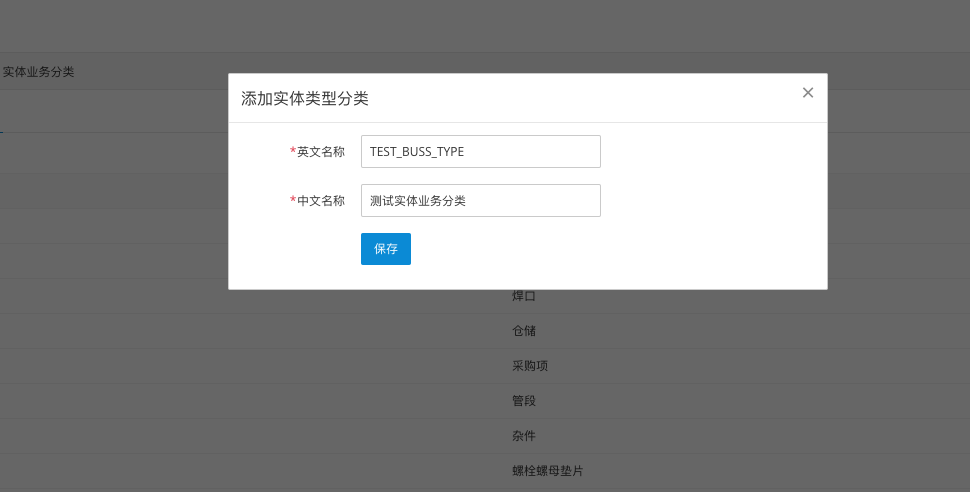 实体业务分类
添加实体类型分类
*英文名称 TEST_BUSS_TYPE
*中文名称 测试实体业务分类
保存
焊口
仓储
采购项
管段
杂件
螺栓螺母垫片